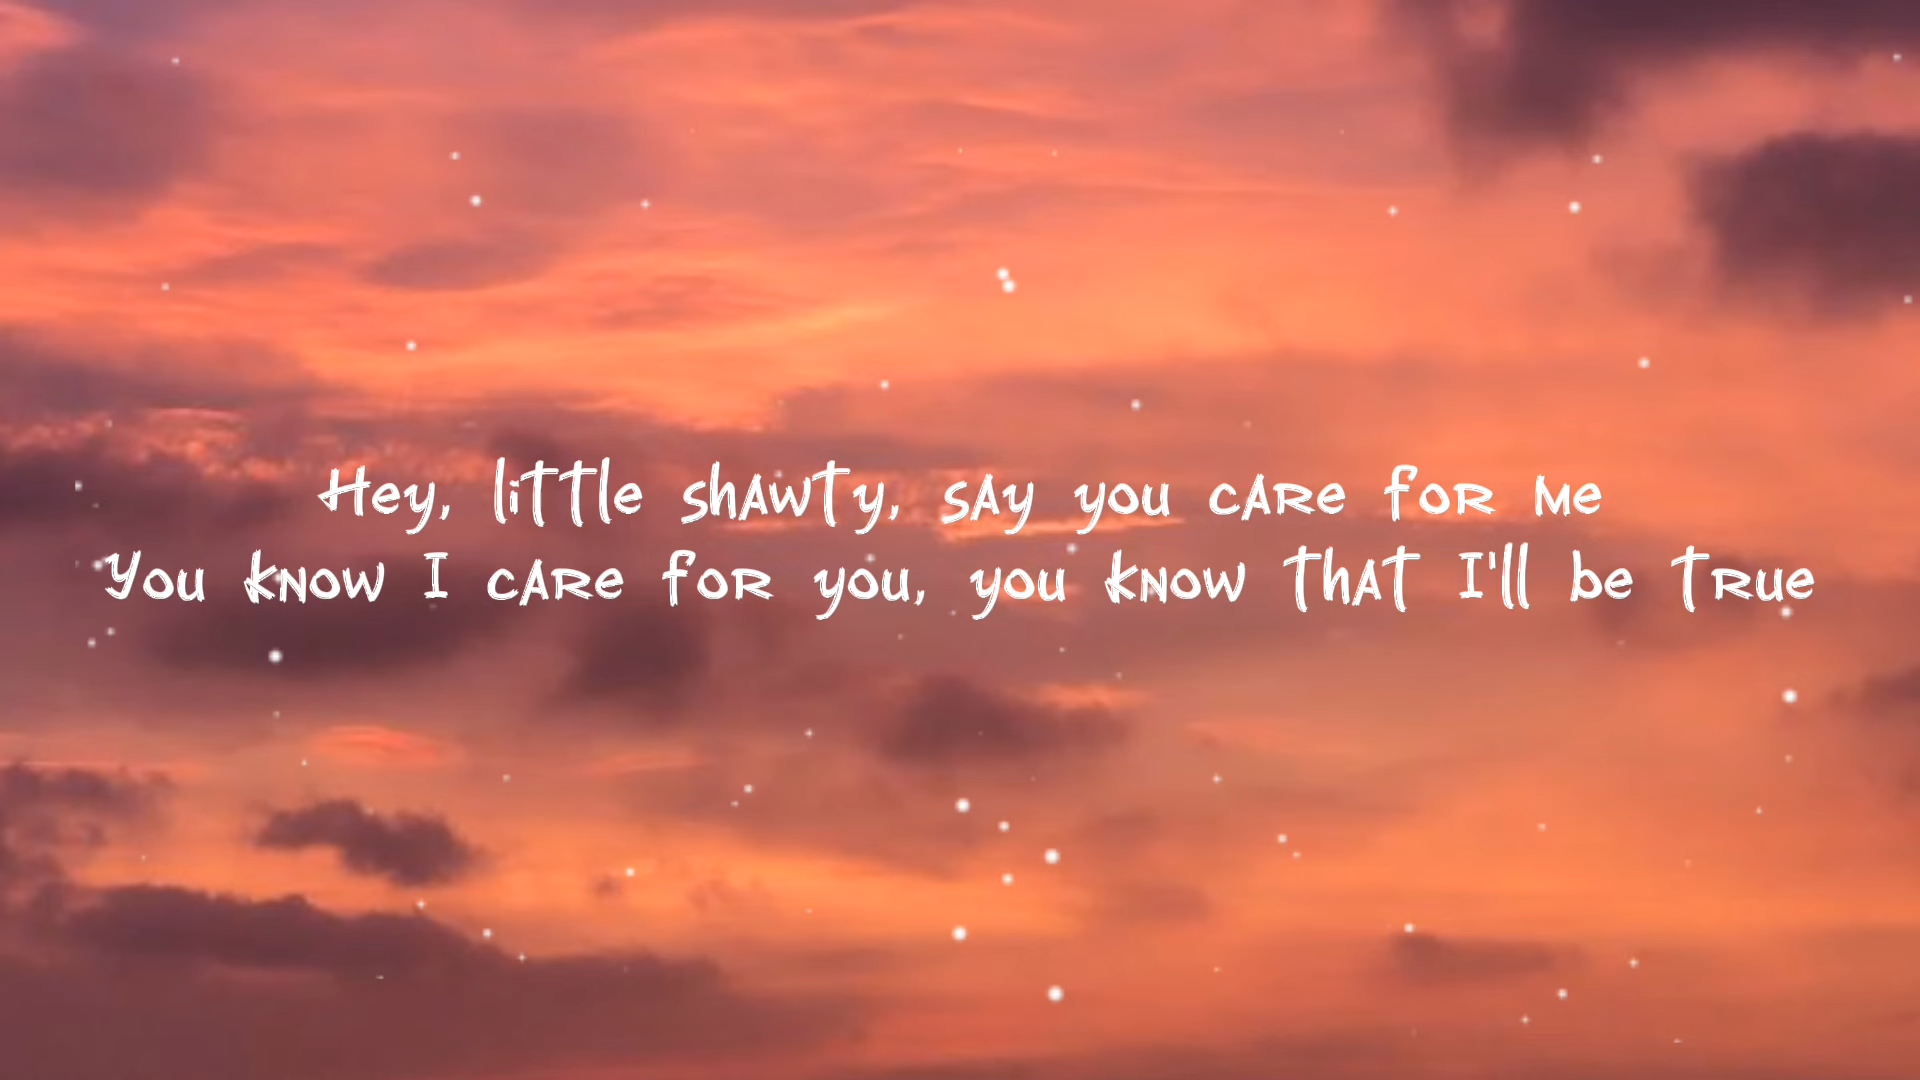 Hey, little shawty, say you care for me
You know I care for you, you know that I'll be true